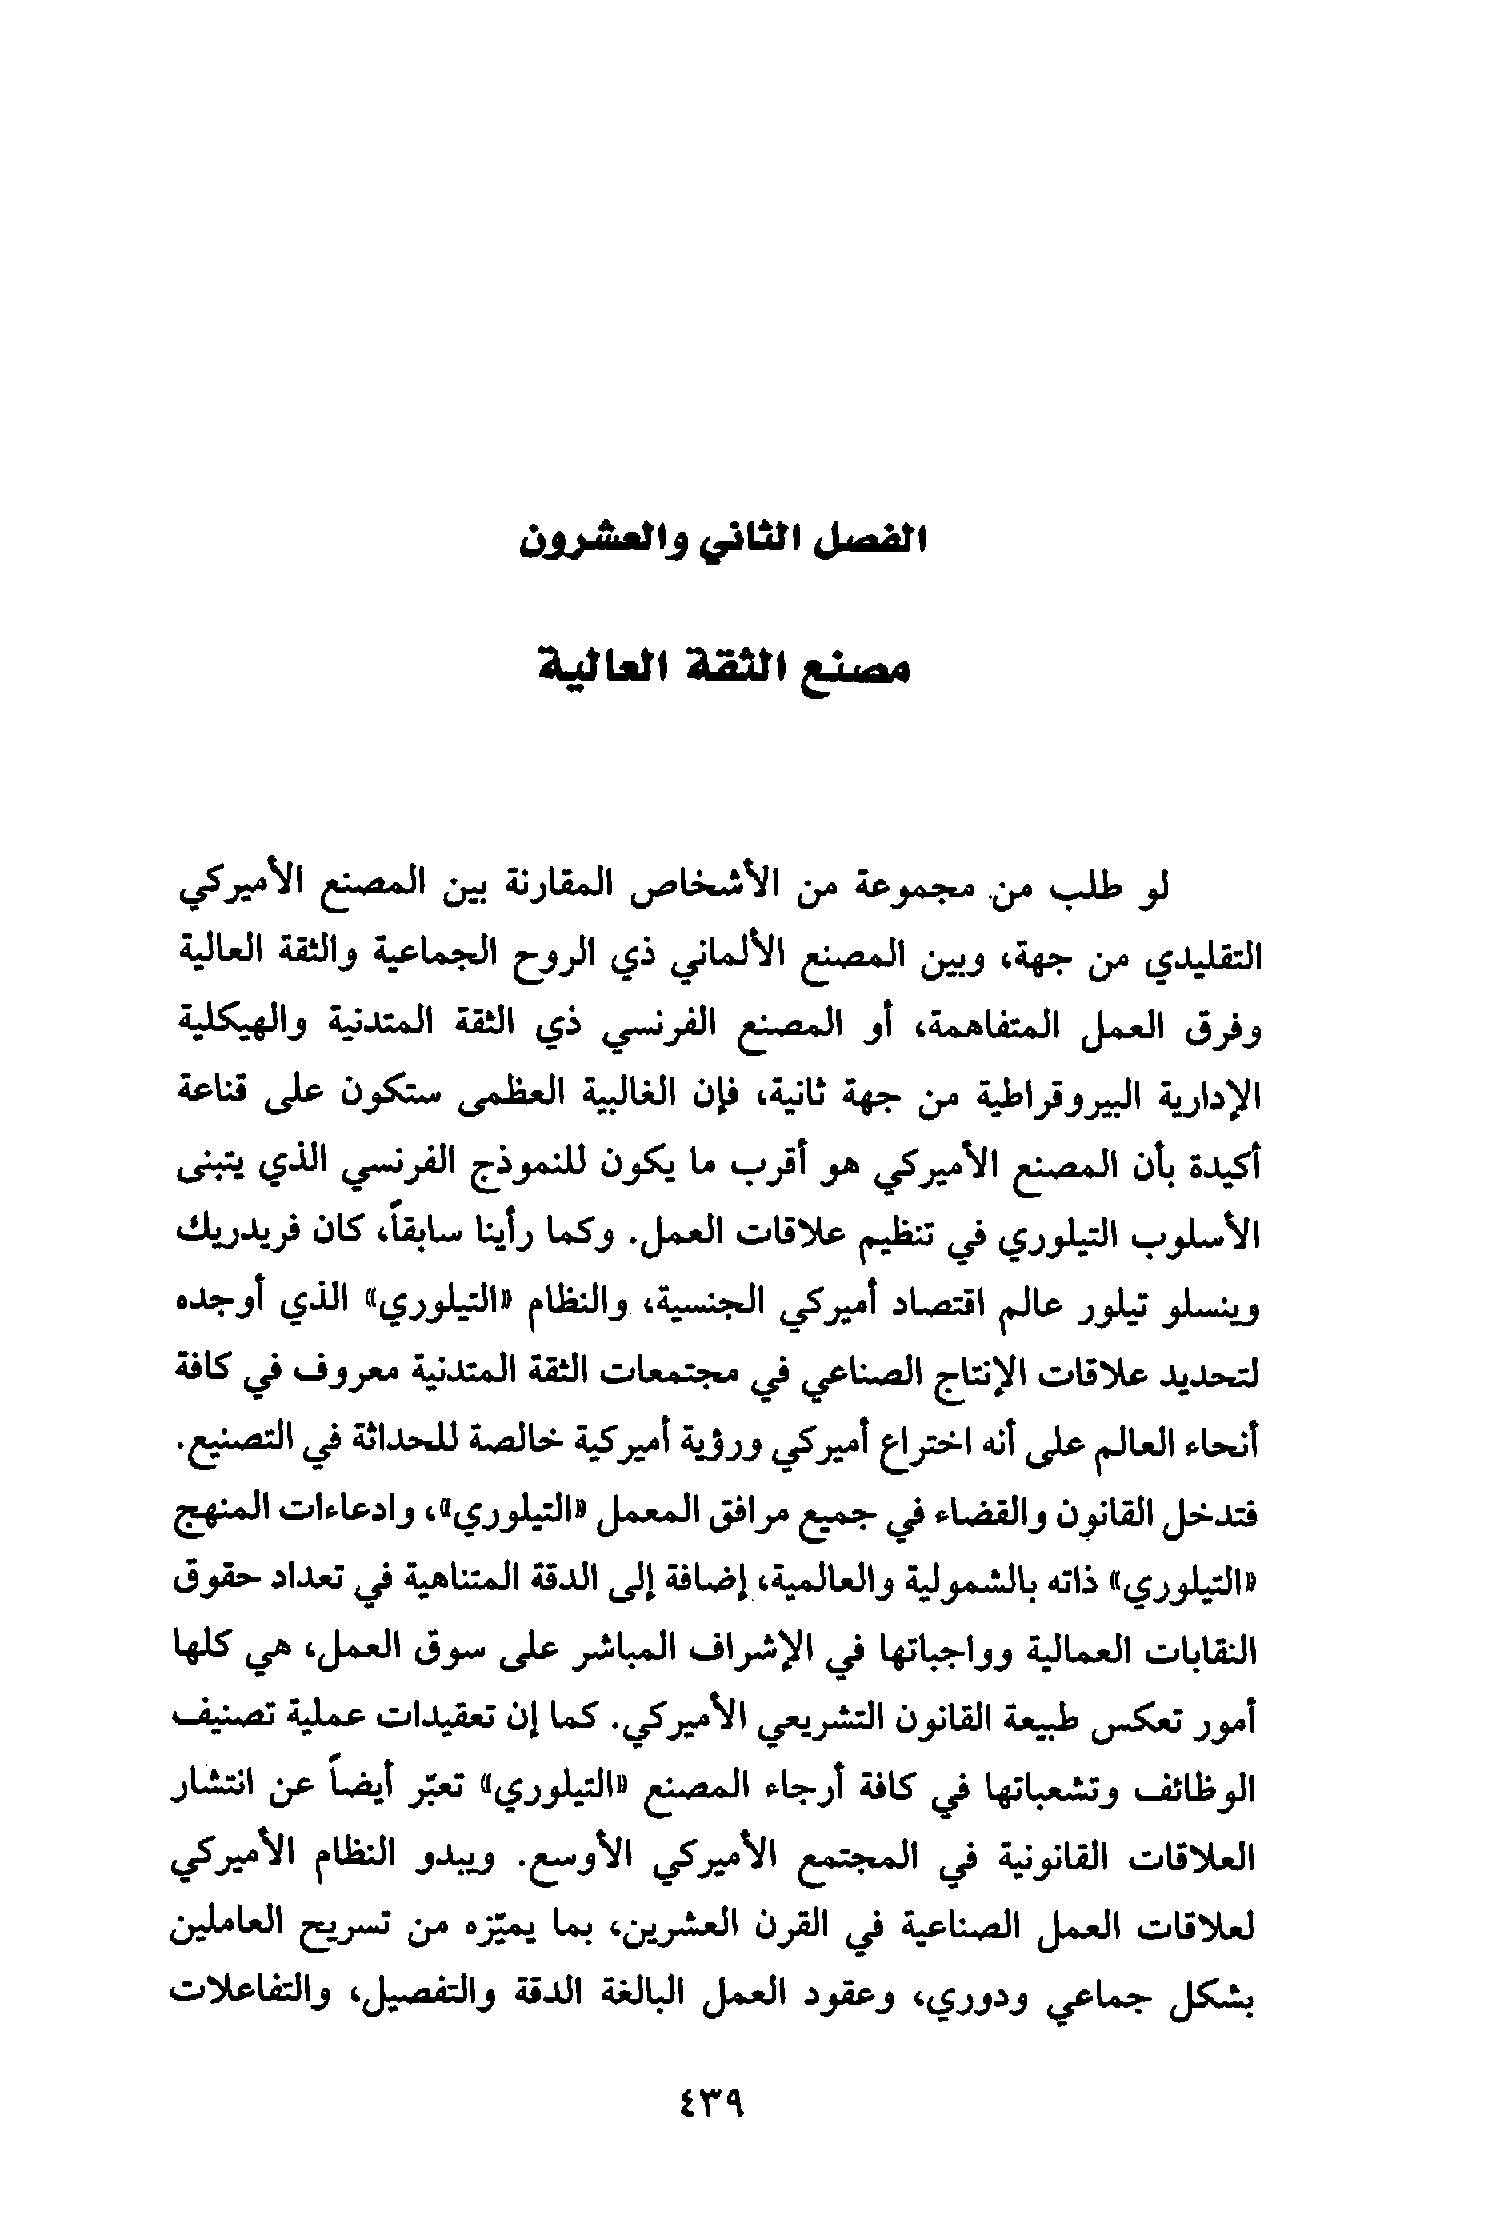 الفصل الثاني والعشرون
مصنع الثقة العالية
لو طلب من مجموعة من الأشخاص المقارنة بين المصنع الأميركي
التقليدي من جهة، وبين المصنع الألماني ذي الروح الجماعية والثقة العالية
وفرق العمل المتفاهمة، أو المصنع الفرنسي ذي الثقة المتدنية والهيكلية
الإدارية البيروقراطية من جهة ثانية، فإن الغالبية العظمى ستكون على قناعة
أكيدة بأن المصنع الأميركي هو أقرب ما يكون للنموذج الفرنسي الذي يتبنى
الأسلوب التيلوري في تنظيم علاقات العمل. وكما رأينا سابقاً، كان فريدريك
وينسلو تيلور عالم اقتصاد أميركي الجنسية، والنظام «التيلوري» الذي أوجده
لتحديد علاقات الإنتاج الصناعي في مجتمعات الثقة المتدنية معروف في كافة
أنحاء العالم على أنه اختراع أميركي ورؤية أميركية خالصة للحداثة في التصنيع.
فتدخل القانون والقضاء في جميع مرافق المعمل «التيلوري»، وادعاءات المنهج
«التيلوري» ذاته بالشمولية والعالمية، إضافة إلى الدقة المتناهية في تعداد حقوق
النقابات العمالية وواجباتها في الإشراف المباشر على سوق العمل، هي كلها
أمور تعكس طبيعة القانون التشريعي الأميركي. كما إن تعقيدات عملية تصنيف
الوظائف وتشعباتها في كافة أرجاء المصنع «التيلوري» تعبّر أيضاً عن انتشار
العلاقات القانونية في المجتمع الأميركي الأوسع. ويبدو النظام الأميركي
لعلاقات العمل الصناعية في القرن العشرين، بما يميّزه من تسريح العاملين
بشكل جماعي ودوري، وعقود العمل البالغة الدقة والتفصيل، والتفاعلات
٤٣٩